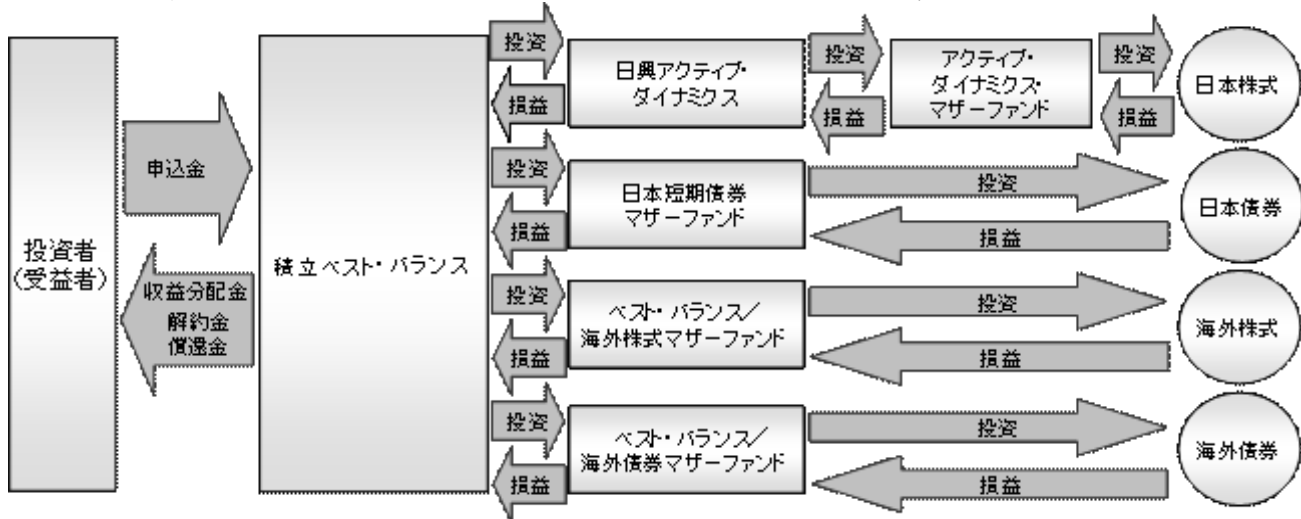 投資者
(受益者)
申込金
収益分配金
解約金
償還金
積立ベスト・バランス
投資
損益
日興アクティブ・
ダイナミクス
投資
損益
アクティブ・
ダイナミクス・
マザーファンド
投資
損益
日本株式
投資
損益
日本短期債券
マザーファンド
投資
損益
日本債券
投資
損益
ベスト・バランス/
海外株式マザーファンド
投資
損益
海外株式
投資
損益
ベスト・バランス/
海外債券マザーファンド
投資
損益
海外債券